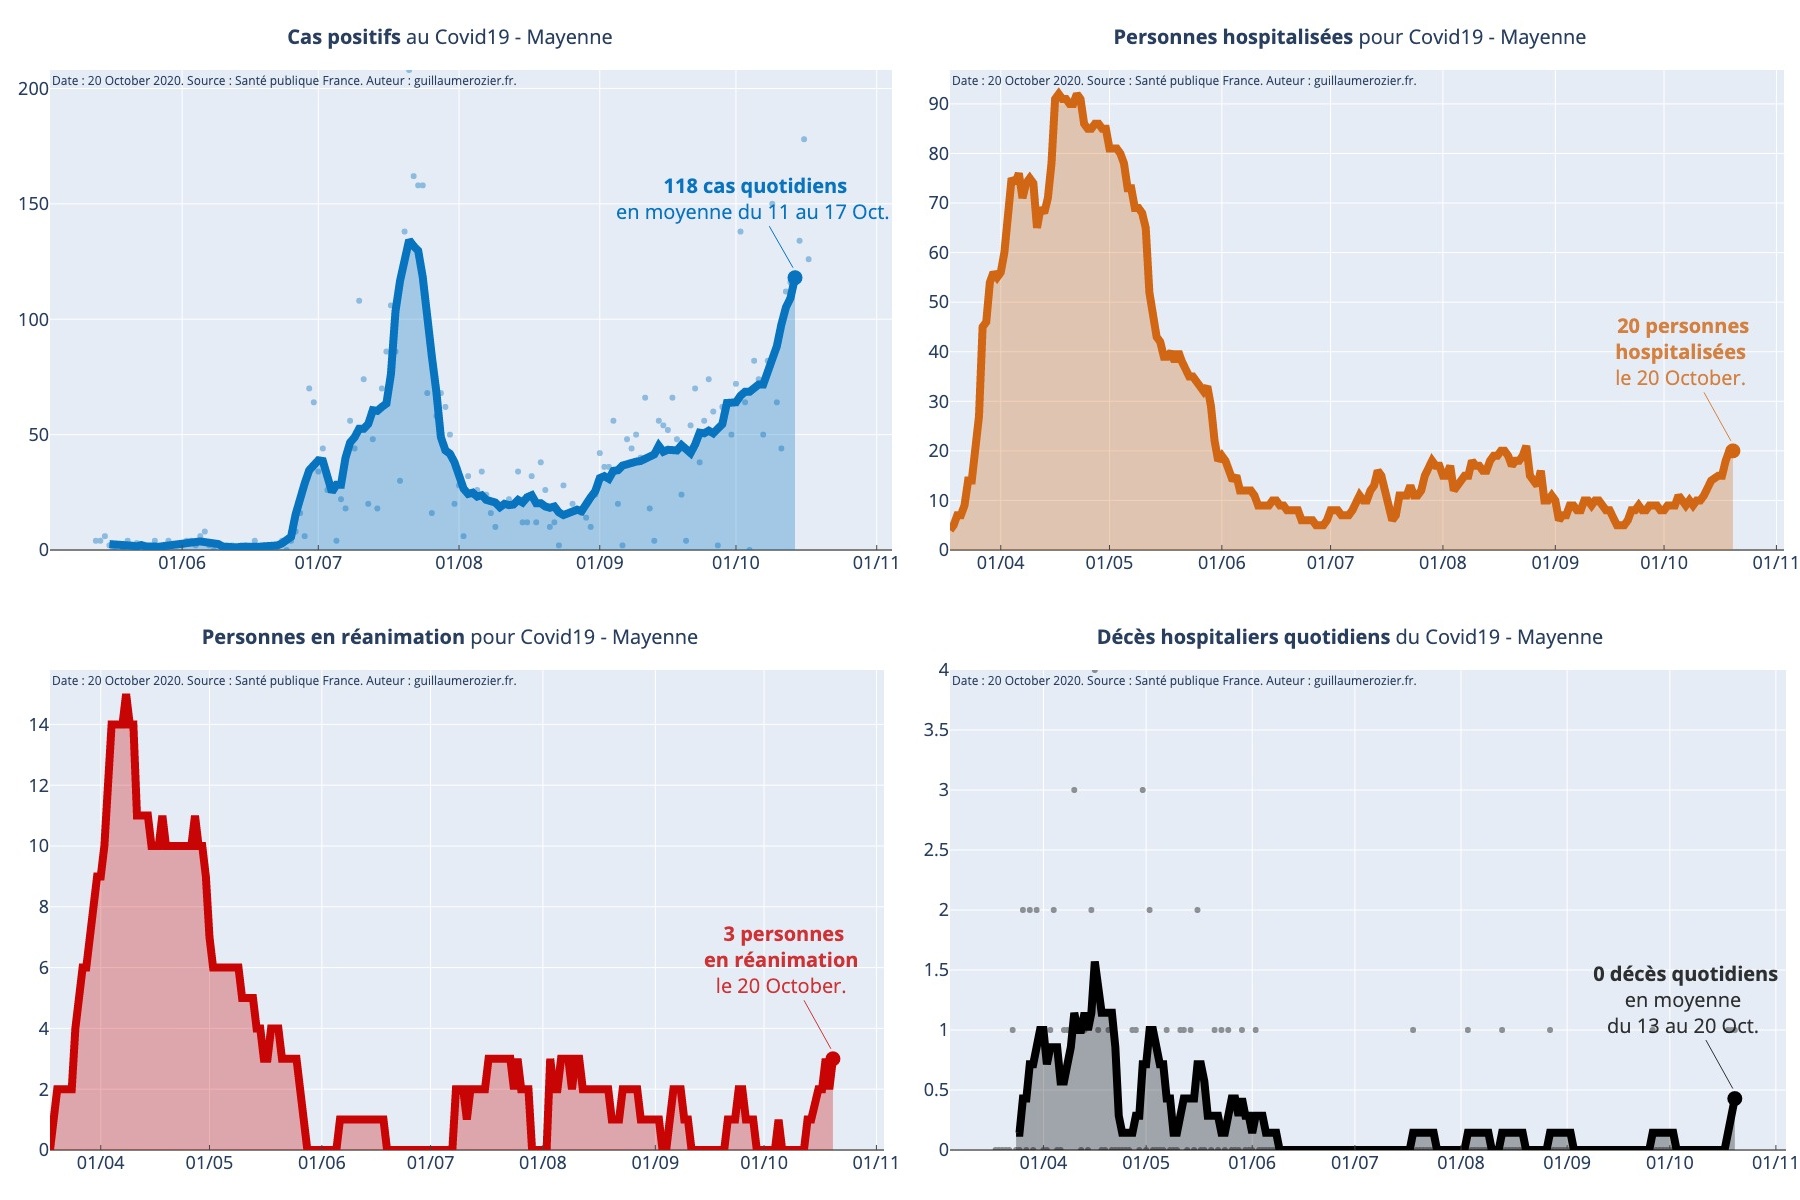 Cas positifs au Covid19 - Mayenne
Date : 20 October 2020. Source : Santé publique France. Auteur : guillaumerozier.fr.
200
150
100
50
0
118 cas quotidiens
en moyenne du 11 au 17 Oct.
01/06 01/07 01/08 01/09 01/10 01/11
Personnes hospitalisées pour Covid19 - Mayenne
Date : 20 October 2020. Source : Santé publique France. Auteur : guillaumerozier.fr.
90
80
70
60
50
40
30
20
10
0
20 personnes
hospitalisées
le 20 October.
01/04 01/05 01/06 01/07 01/08 01/09 01/10 01/11
Personnes en réanimation pour Covid19 - Mayenne
Date : 20 October 2020. Source : Santé publique France. Auteur : guillaumerozier.fr.
14
12
10
8
6
4
2
0
3 personnes
en réanimation
le 20 October.
01/04 01/05 01/06 01/07 01/08 01/09 01/10 01/11
Décès hospitaliers quotidiens du Covid19 - Mayenne
Date : 20 October 2020. Source : Santé publique France. Auteur : guillaumerozier.fr.
4
3.5
3
2.5
2
1.5
1
0.5
0
0 décès quotidiens
en moyenne
du 13 au 20 Oct.
01/04 01/05 01/06 01/07 01/08 01/09 01/10 01/11